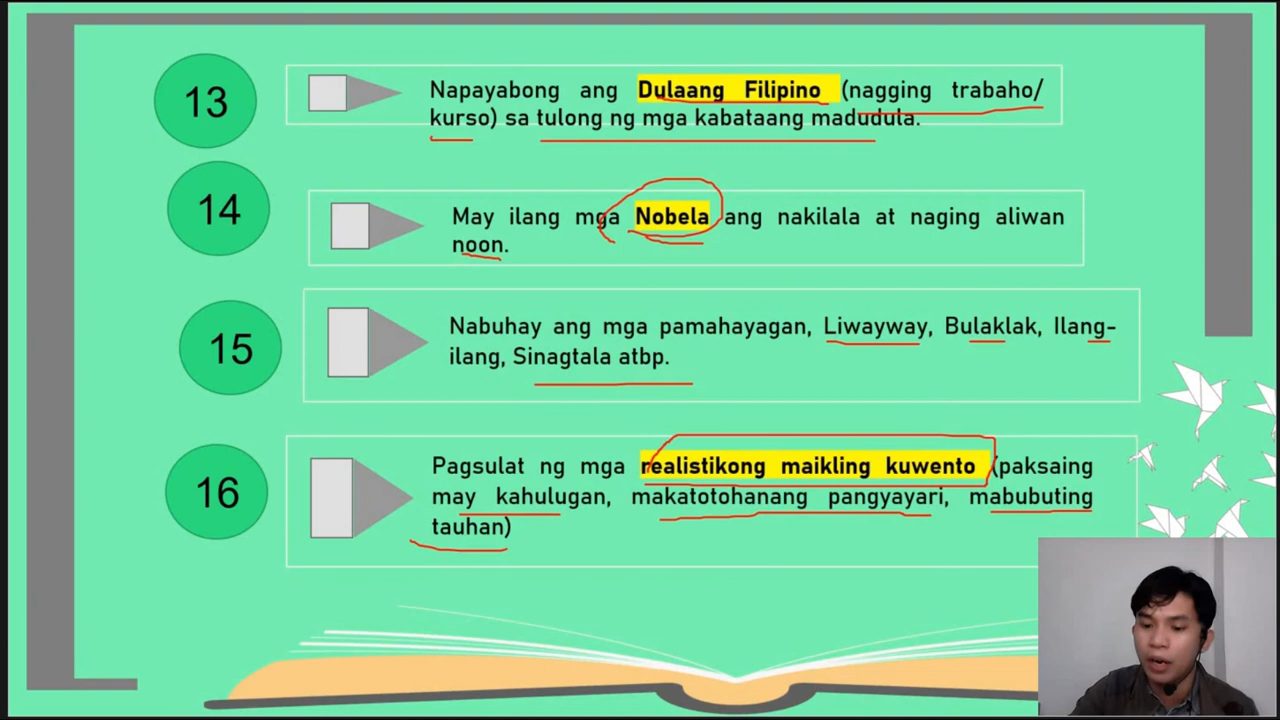 13
Napayabong ang Dulaang Filipino (nagging trabaho/
kurso) sa tulong ng mga kabataang madudula.
14
May ilang mga Nobela ang nakilala at naging aliwan
noon.
15
Nabuhay ang mga pamahayagan, Liwayway, Bulaklak, Ilang-
ilang, Sinagtala atbp.
16
Pagsulat ng mga realistikong maikling kuwento (paksaing
may kahulugan, makatotohanang pangyayari, mabubuting
tauhan)